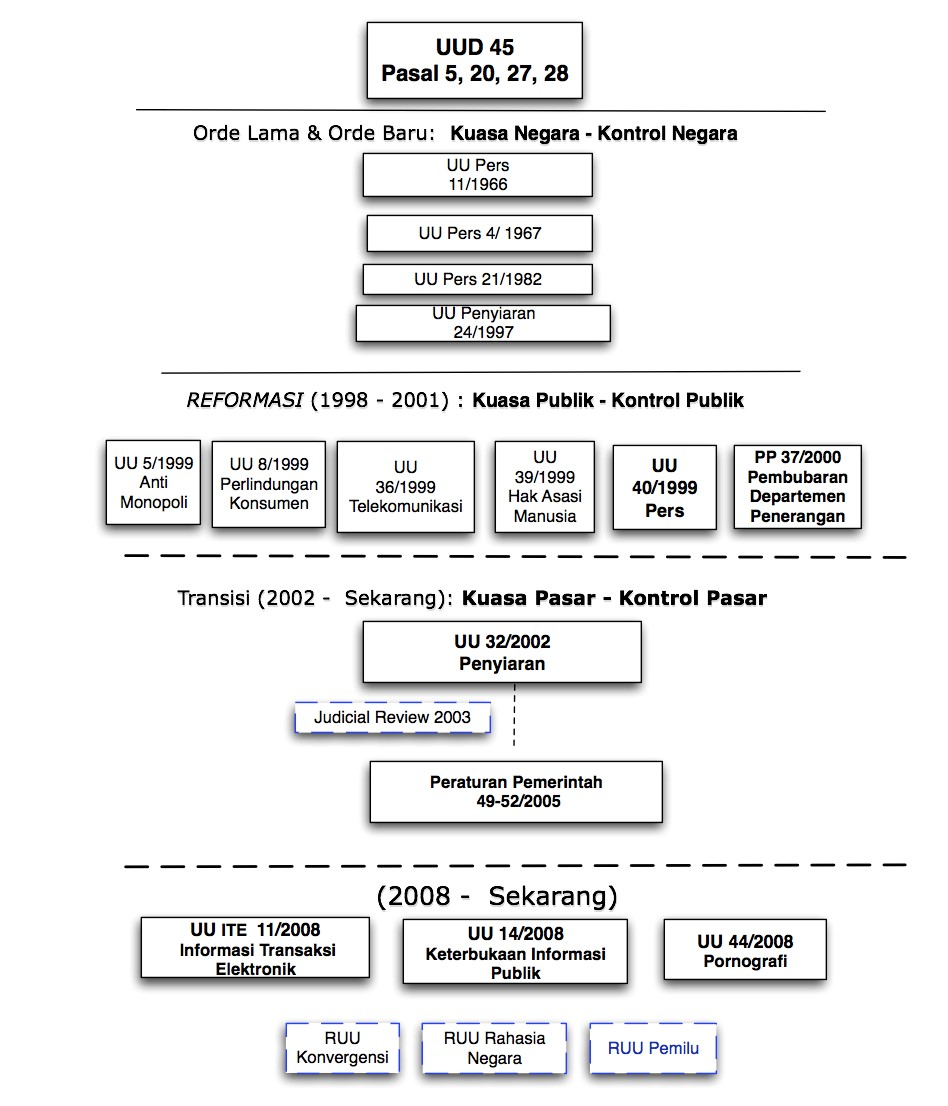 UUD 45
Pasal 5, 20, 27, 28
Orde Lama & Orde Baru: Kuasa Negara - Kontrol Negara
UU Pers
11/1966
UU Pers 4/ 1967
UU Pers 21/1982
UU Penyiaran
24/1997
REFORMASI (1998 - 2001) : Kuasa Publik - Kontrol Publik
UU 5/1999
Anti
Monopoli
UU 8/1999
Perlindungan
Konsumen
UU
36/1999
Telekomunikasi
UU
39/1999
Hak Asasi
Manusia
UU
40/1999
Pers
PP 37/2000
Pembubaran
Departemen
Penerangan
Transisi (2002 - Sekarang): Kuasa Pasar - Kontrol Pasar
UU 32/2002
Penyiaran
Judicial Review 2003
Peraturan Pemerintah
49-52/2005
(2008 - Sekarang)
UU ITE 11/2008
Informasi Transaksi
Elektronik
UU 14/2008
Keterbukaan Informasi
Publik
UU 44/2008
Pornografi
RUU
Konvergensi
RUU Rahasia
Negara
RUU Pemilu